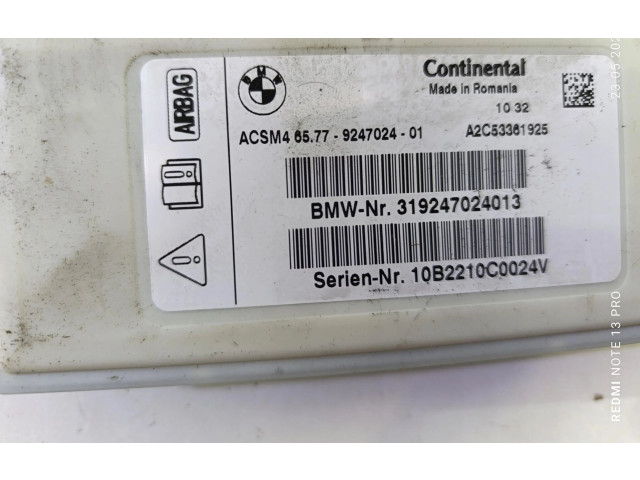 AIRBAG
BMW
Continental
Made in Romania
10 32
ACSM4 65.77 - 9247024 - 01 A2C53361925
BMW-Nr. 319247024013
Serien-Nr. 10B2210C0024V
REDMI NOTE 13 PRO